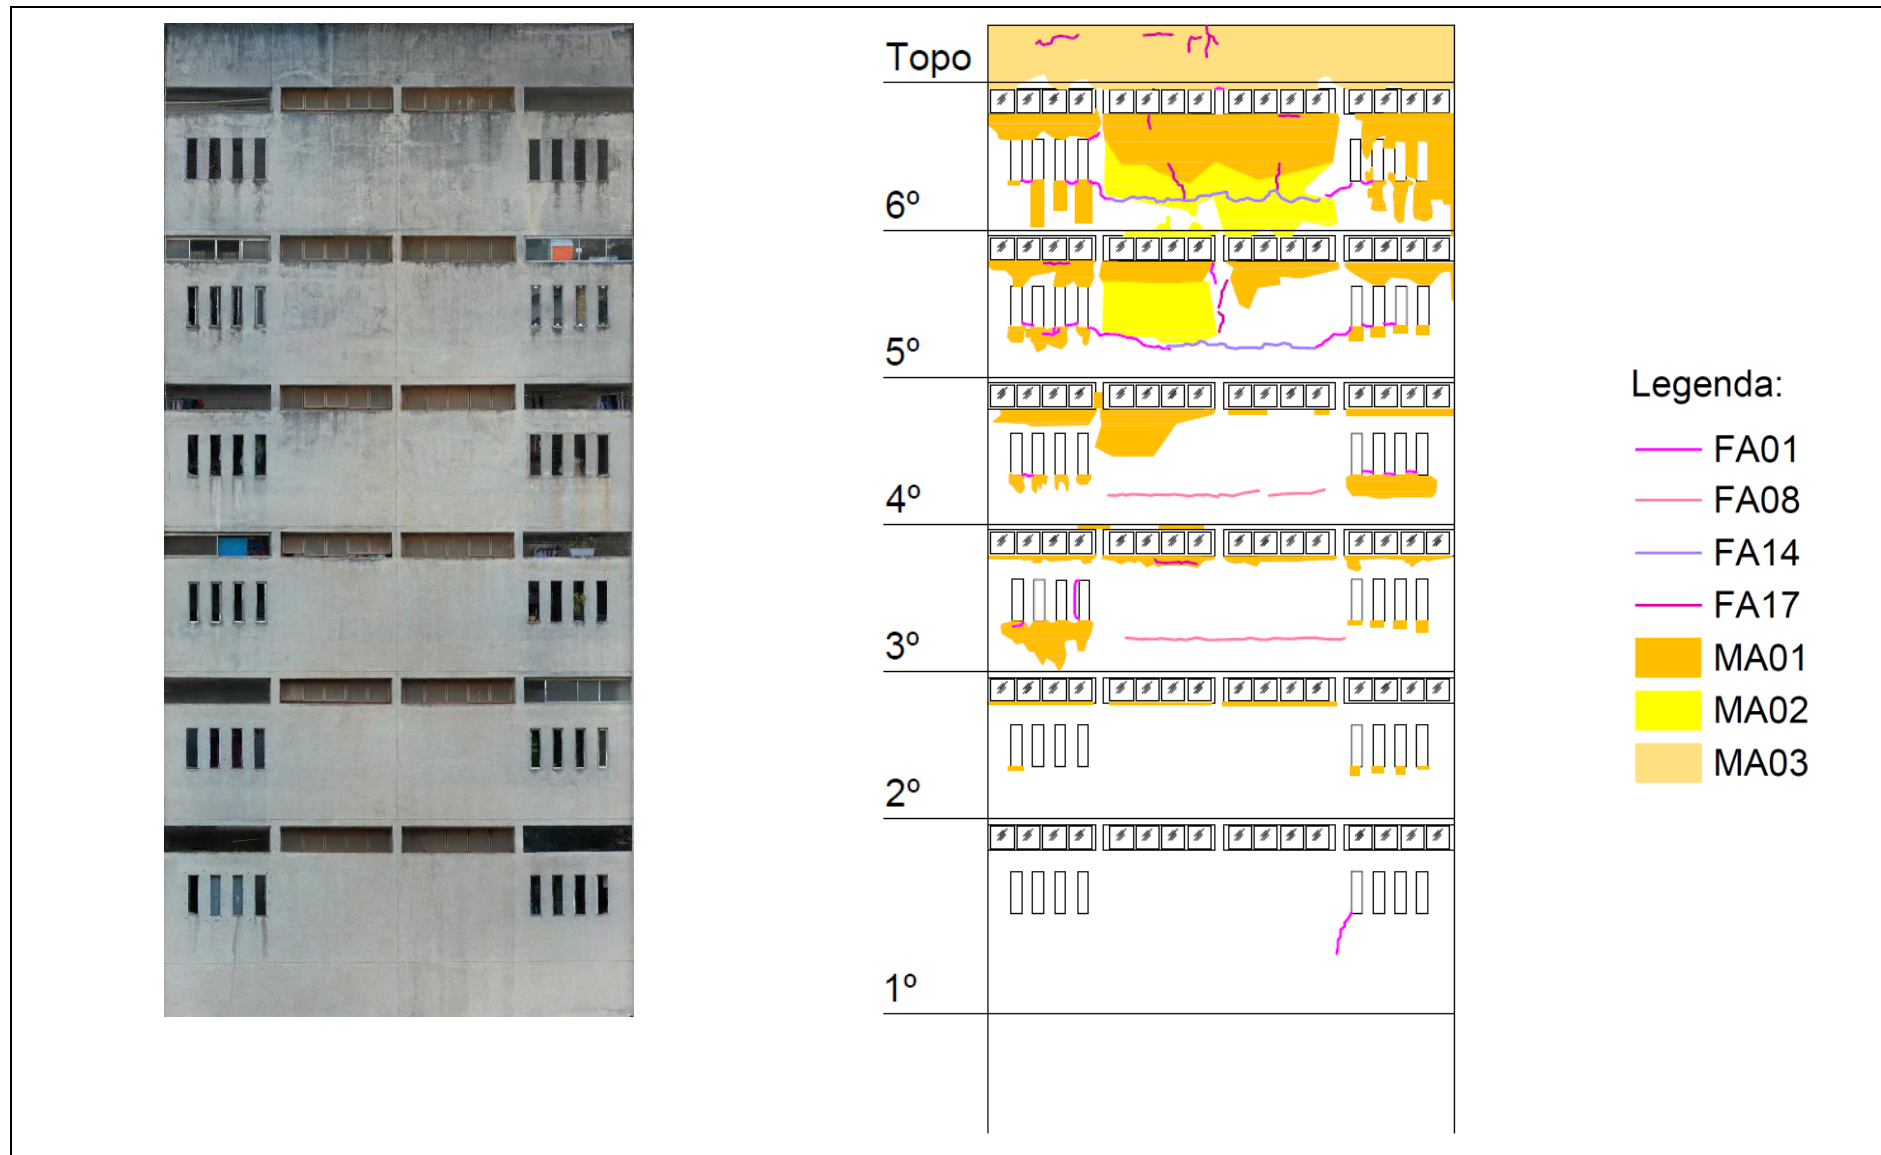 Topo
6º
5º
4º
3º
2º
1º
Legenda:
FA01
FA08
FA14
FA17
MA01
MA02
MA03